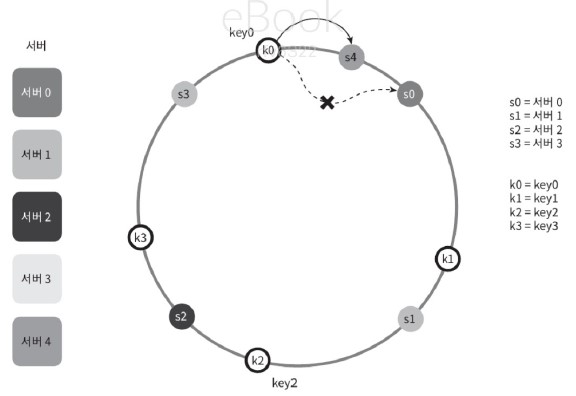 eBook
key0
k0
s4
s0
s3
k3
k1
s2
s1
k2
key2
서버
서버 0
서버 1
서버 2
서버 3
서버 4
s0 = 서버 0
s1 = 서버 1
s2 = 서버 2
s3 = 서버 3
k0 = key0
k1 = key1
k2 = key2
k3 = key3